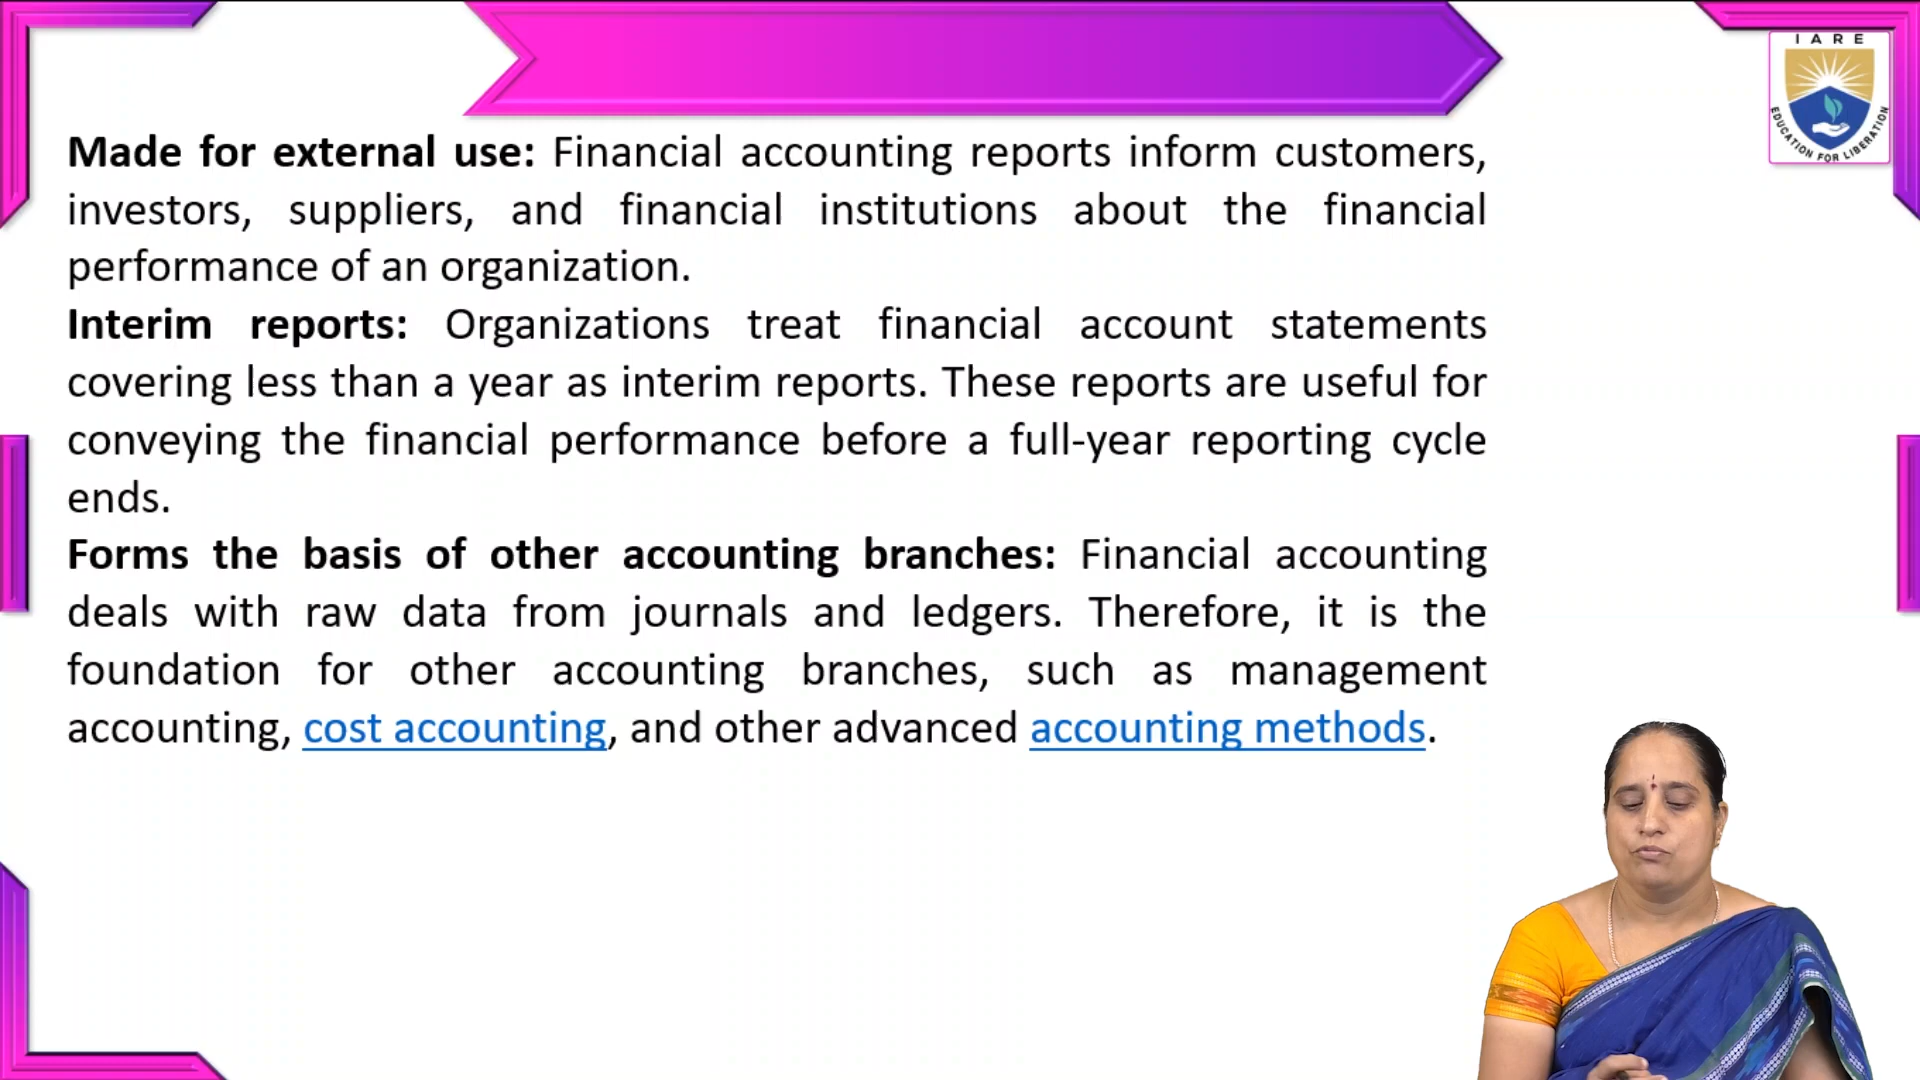 IARE
EDUCATION FOR LIBERATION
Made for external use: Financial accounting reports inform customers,
investors, suppliers, and financial institutions about the financial
performance of an organization.
Interim reports: Organizations treat financial account statements
covering less than a year as interim reports. These reports are useful for
conveying the financial performance before a full-year reporting cycle
ends.
Forms the basis of other accounting branches: Financial accounting
deals with raw data from journals and ledgers. Therefore, it is the
foundation for other accounting branches, such as management
accounting, cost accounting, and other advanced accounting methods.